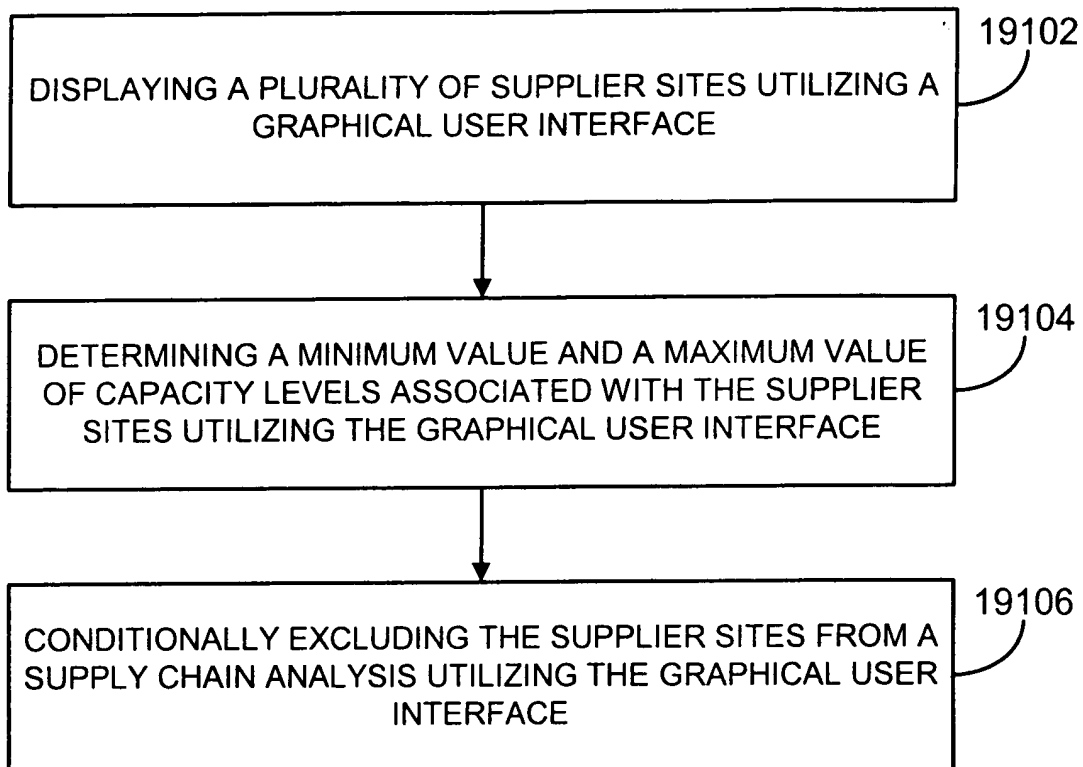 19102
DISPLAYING A PLURALITY OF SUPPLIER SITES UTILIZING A
GRAPHICAL USER INTERFACE
19104
DETERMINING A MINIMUM VALUE AND A MAXIMUM VALUE
OF CAPACITY LEVELS ASSOCIATED WITH THE SUPPLIER
SITES UTILIZING THE GRAPHICAL USER INTERFACE
19106
CONDITIONALLY EXCLUDING THE SUPPLIER SITES FROM A
SUPPLY CHAIN ANALYSIS UTILIZING THE GRAPHICAL USER
INTERFACE